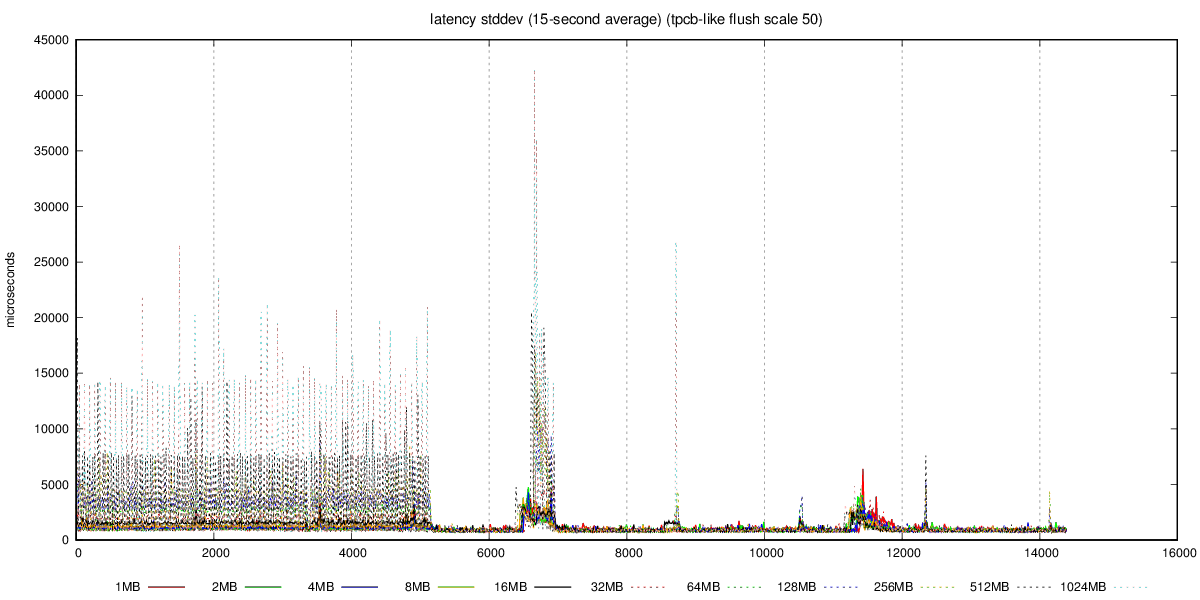 latency stddev (15-second average) (tpcb-like flush scale 50)
45000
40000
35000
30000
25000
20000
15000
10000
5000
0
microseconds
0 2000 4000 6000 8000 10000 12000 14000 16000
1MB 2MB 4MB 8MB 16MB 32MB 64MB 128MB 256MB 512MB 1024MB